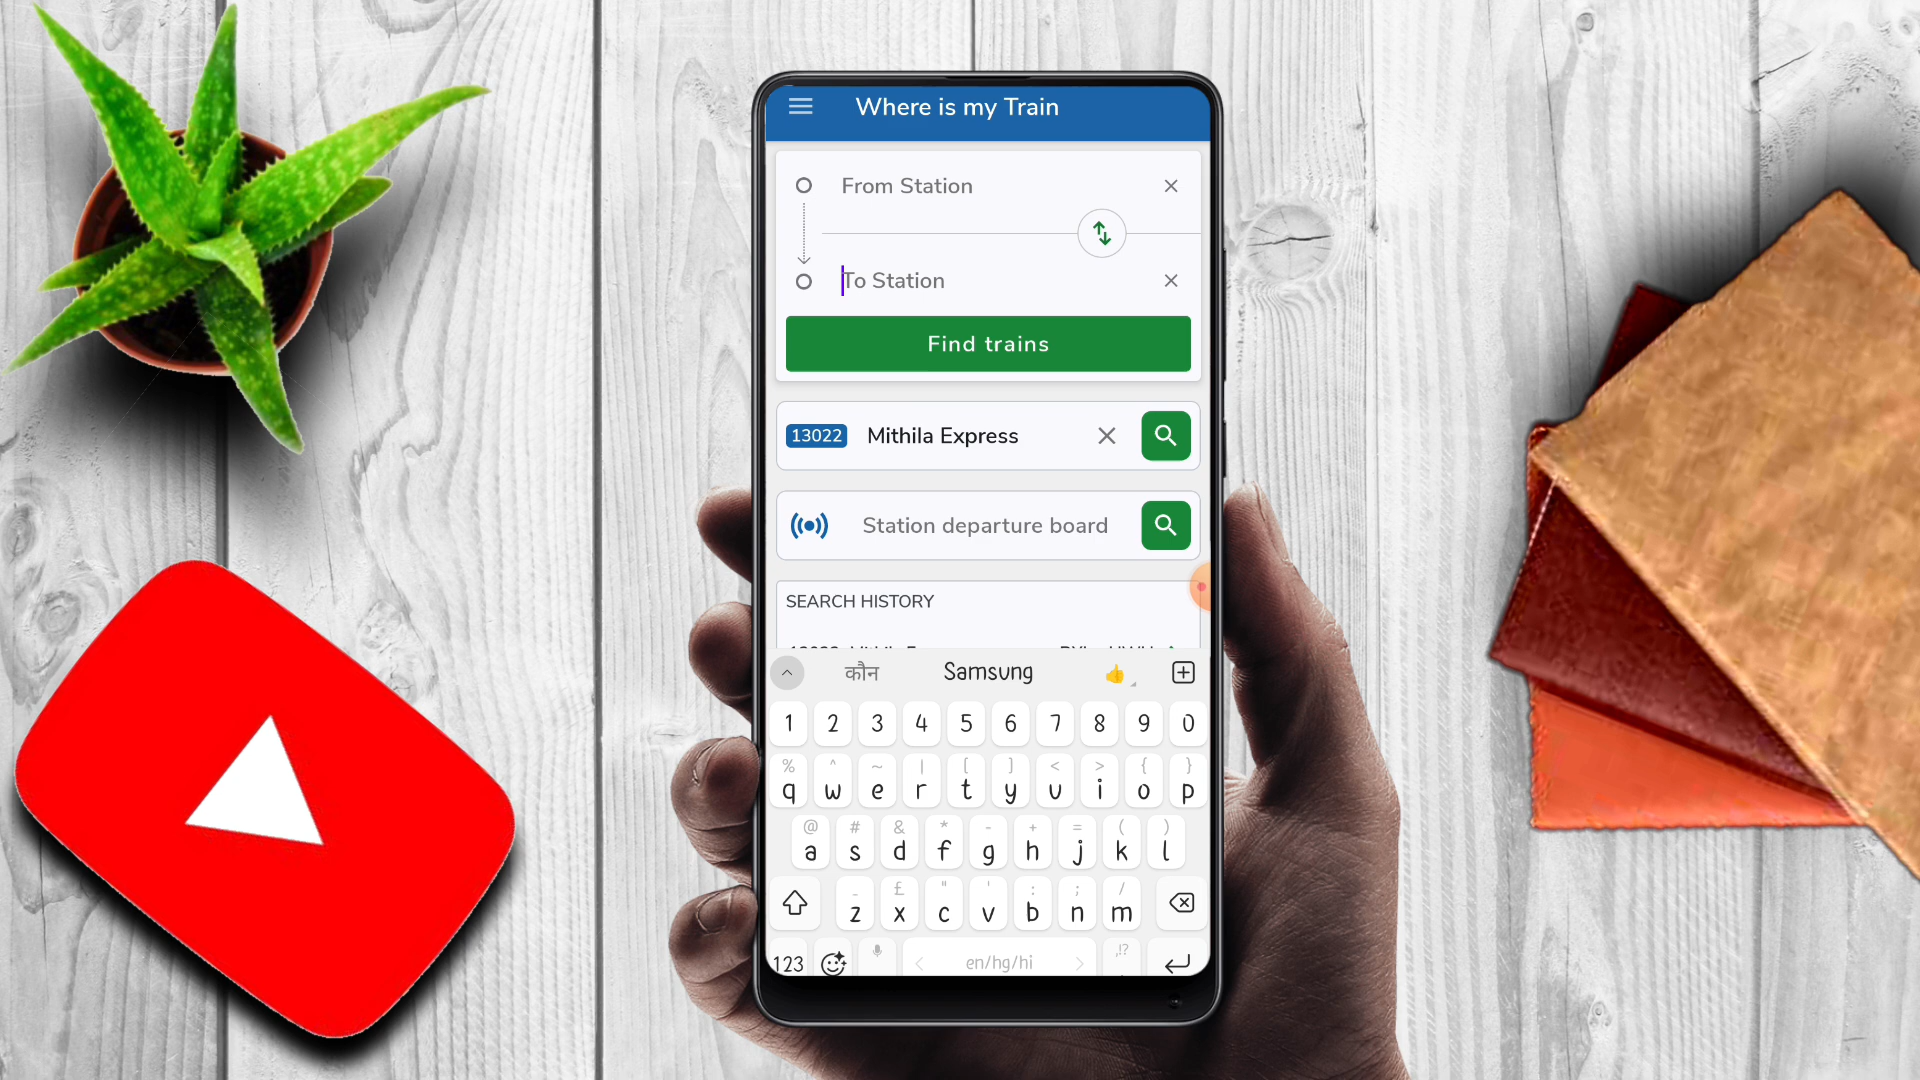 Where is my Train
From Station
To Station
Find trains
13022 Mithila Express
Station departure board
SEARCH HISTORY
कौन Samsung 👍
1 2 3 4 5 6 7 8 9 0
% ^ ~ | [ ] < > { }
q w e r t y u i o p
@ # & * - + = ( )
a s d f g h j k l
_ £ " ' : ; /
z x c v b n m
,!?
123 < en/hg/hi >